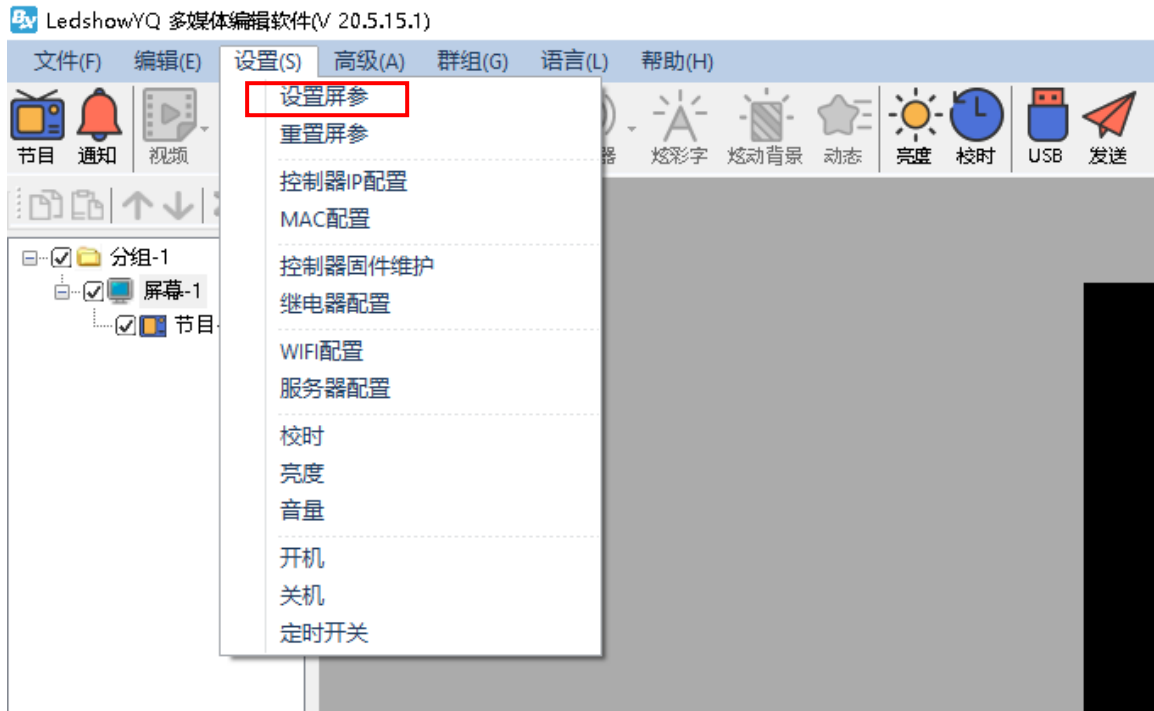 LedshowYQ 多媒体编辑软件(V 20.5.15.1)
文件(F) 编辑(E) 设置(S) 高级(A) 群组(G) 语言(L) 帮助(H)
节目 通知 视频 器 炫彩字 炫动背景 动态 亮度 校时 USB 发送
设置屏参
重置屏参
控制器IP配置
MAC配置
控制器固件维护
继电器配置
WIFI配置
服务器配置
校时
亮度
音量
开机
关机
定时开关
分组-1
屏幕-1
节目-